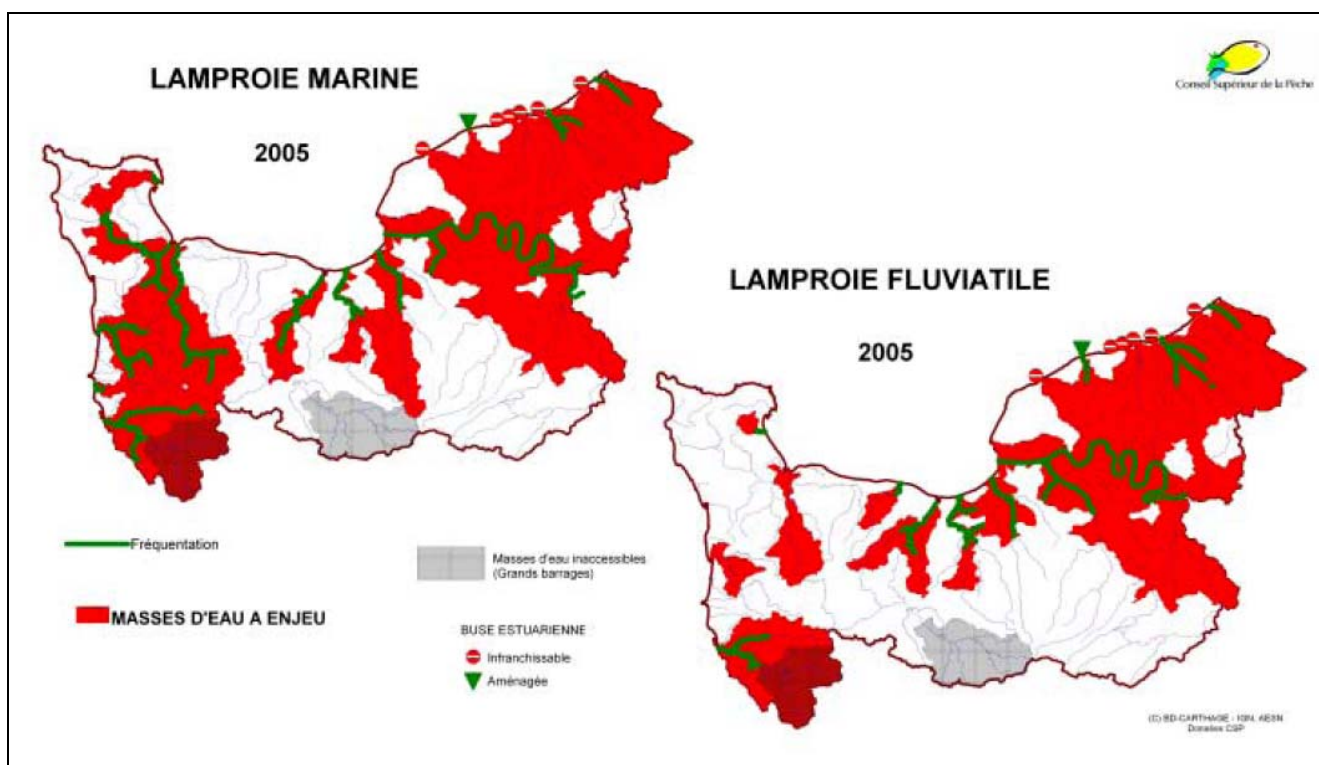 LAMPROIE MARINE
2005
Conseil Supérieur de la Pêche
LAMPROIE FLUVIATILE
2005
Fréquentation
MASSES D'EAU A ENJEU
Masses d'eau inaccessibles
(Grands barrages)
BUSE ESTUARIENNE
Infranchissable
Aménagée
(C) BD-CARTHAGE - IGN, AESN
Données CSP